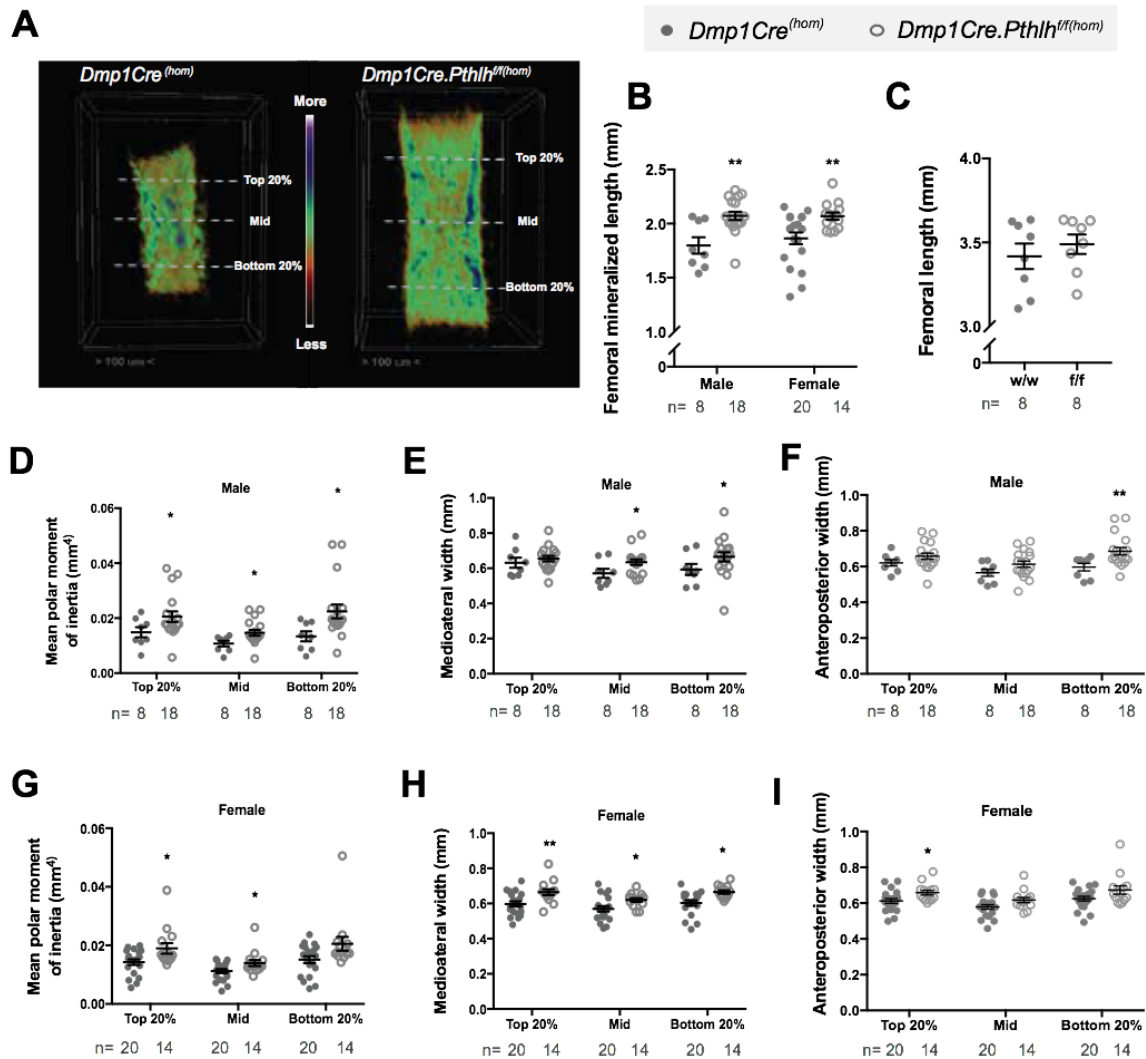 Dmp1Cre(hom) Dmp1Cre.Pthlhf/f(hom)
A
Dmp1Cre(hom) Dmp1Cre.Pthlhf/f(hom)
More
Top 20% Top 20%
Mid Mid
Bottom 20% Bottom 20%
Less
> 100 um < > 100 um <
B
Femoral mineralized length (mm)
2.5
2.0
1.5
1.0
0
** **
Male Female
n= 8 18 20 14
C
Femoral length (mm)
4.0
3.5
3.0
0
w/w f/f
n= 8 8
D
Male
Mean polar moment
of inertia (mm4)
0.06
0.04
0.02
0.00
* * *
Top 20% Mid Bottom 20%
n= 8 18 8 18 8 18
E
Male
Medioateral width (mm)
1.0
0.8
0.6
0.4
0.2
0.0
* *
Top 20% Mid Bottom 20%
n= 8 18 8 18 8 18
F
Male
Anteroposterior width (mm)
1.0
0.8
0.6
0.4
0.2
0.0
**
Top 20% Mid Bottom 20%
8 18 8 18 8 18
G
Female
Mean polar moment
of inertia (mm4)
0.06
0.04
0.02
0.00
* *
Top 20% Mid Bottom 20%
n= 20 14 20 14 20 14
H
Female
Medioateral width (mm)
1.0
0.8
0.6
0.4
0.2
0.0
** * *
Top 20% Mid Bottom 20%
n= 20 14 20 14 20 14
I
Female
Anteroposterior width (mm)
1.0
0.8
0.6
0.4
0.2
0.0
*
Top 20% Mid Bottom 20%
n= 20 14 20 14 20 14